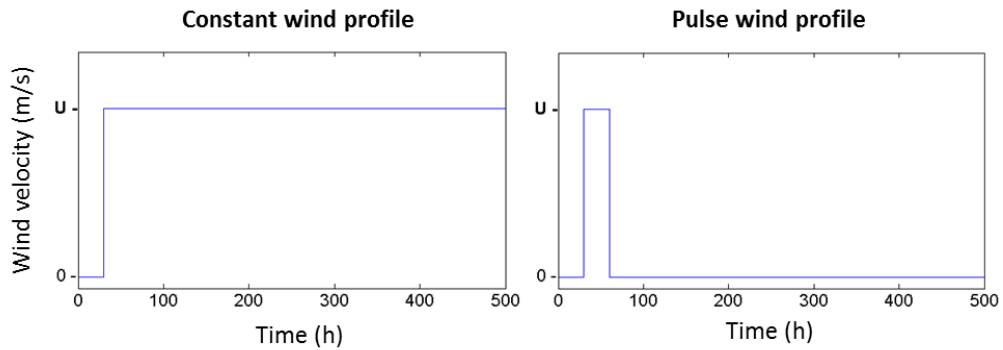 Constant wind profile
Pulse wind profile
Wind velocity (m/s)
U
0
0 100 200 300 400 500
Time (h)
U
0
0 100 200 300 400 500
Time (h)